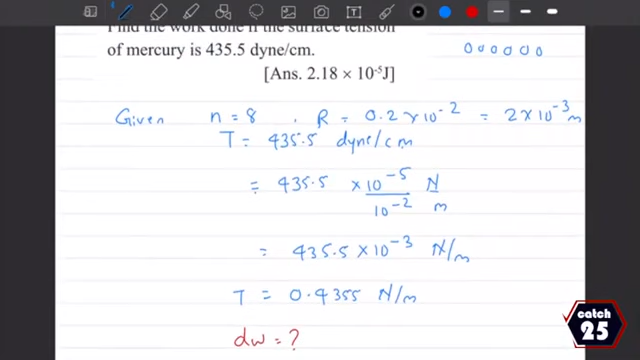 Find the work done if the surface tension
of mercury is 435.5 dyne/cm.
[Ans. 2.18 × 10⁻⁵J]
o o o o o o
Given n = 8 , R = 0.2 × 10⁻² = 2 × 10⁻³ m
T = 435.5 dyne/cm
= 435.5 × 10⁻⁵/10⁻² N/m
= 435.5 × 10⁻³ N/m
T = 0.4355 N/m
dw = ?
catch
25